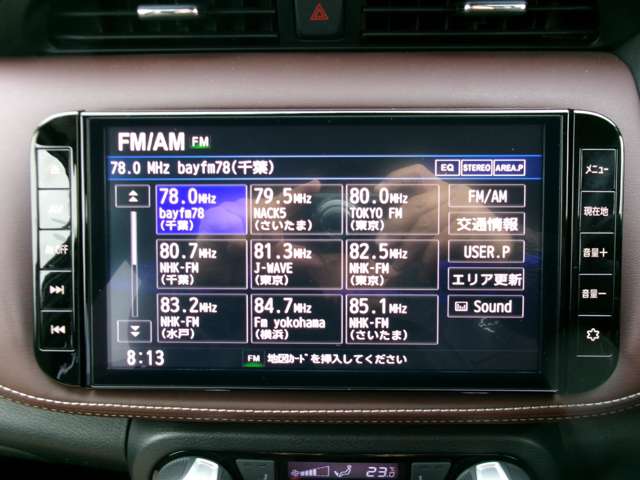 FM/AM FM
78.0 MHz bayfm78(千葉)
EQ STEREO AREA.P
78.0MHz
bayfm78
(千葉)
79.5MHz
NACK5
(さいたま)
80.0MHz
TOKYO FM
(東京)
FM/AM
交通情報
80.7MHz
NHK-FM
(千葉)
81.3MHz
J-WAVE
(東京)
82.5MHz
NHK-FM
(東京)
USER.P
エリア更新
83.2MHz
NHK-FM
(水戸)
84.7MHz
Fm yokohama
(横浜)
85.1MHz
NHK-FM
(さいたま)
Sound
8:13
FM 地図ｶｰﾄﾞを挿入してください
メニュー
現在地
音量+
音量−
AV
23.0